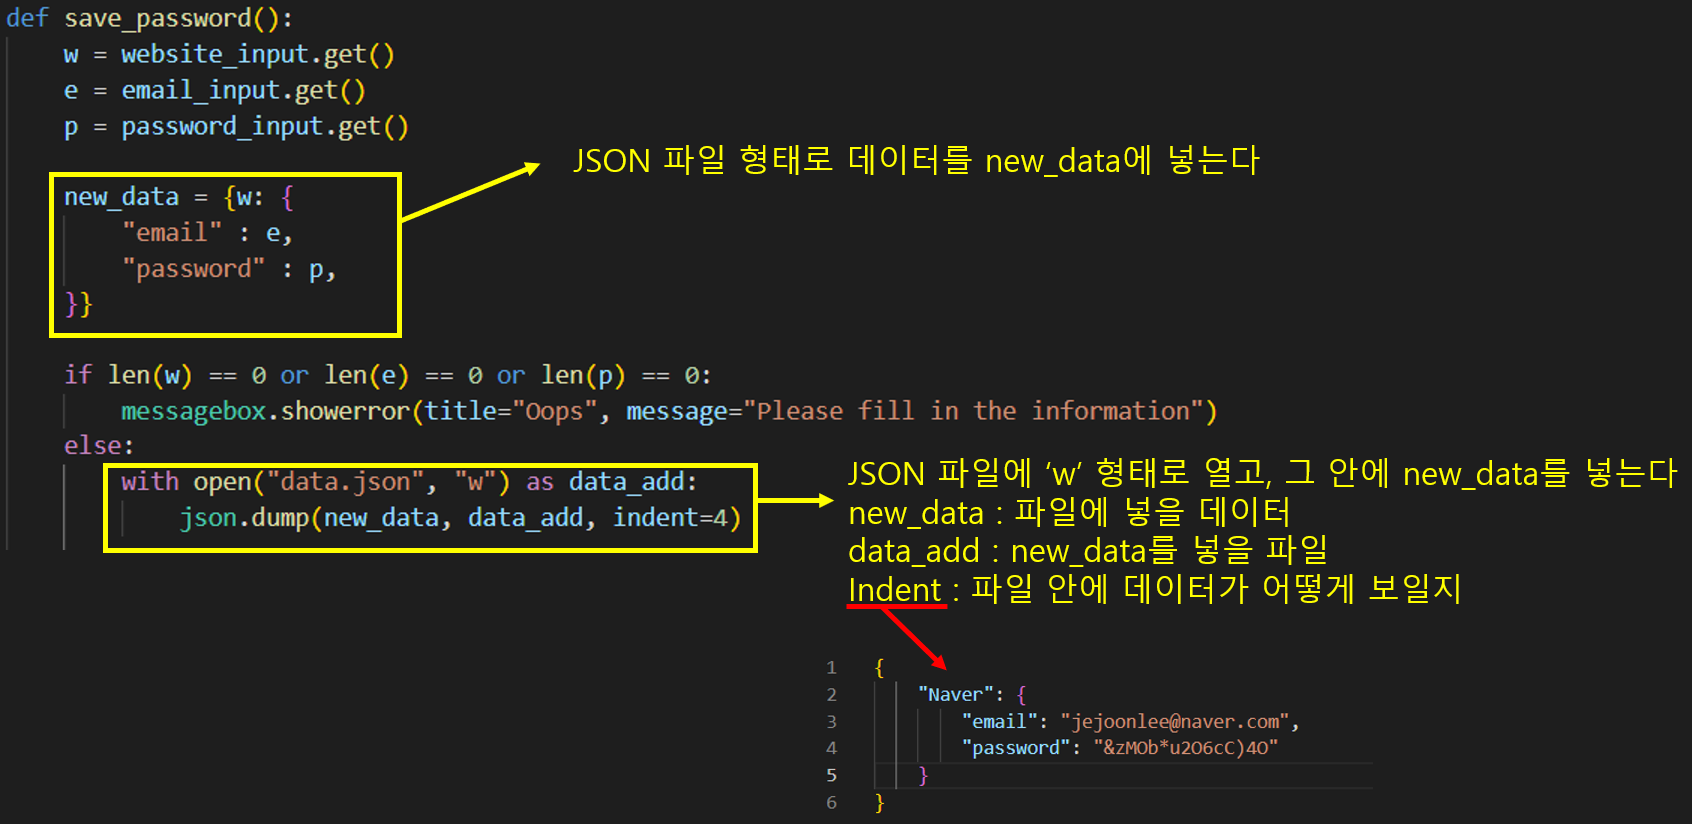 def save_password():
w = website_input.get()
e = email_input.get()
p = password_input.get()
JSON 파일 형태로 데이터를 new_data에 넣는다
new_data = {w: {
"email" : e,
"password" : p,
}}
if len(w) == 0 or len(e) == 0 or len(p) == 0:
messagebox.showerror(title="Oops", message="Please fill in the information")
else:
with open("data.json", "w") as data_add:
json.dump(new_data, data_add, indent=4)
JSON 파일에 ‘w’ 형태로 열고, 그 안에 new_data를 넣는다
new_data : 파일에 넣을 데이터
data_add : new_data를 넣을 파일
Indent : 파일 안에 데이터가 어떻게 보일지
1 {
2 "Naver": {
3 "email": "jejoonlee@naver.com",
4 "password": "&zMOb*u2O6cC)4O"
5 }
6 }